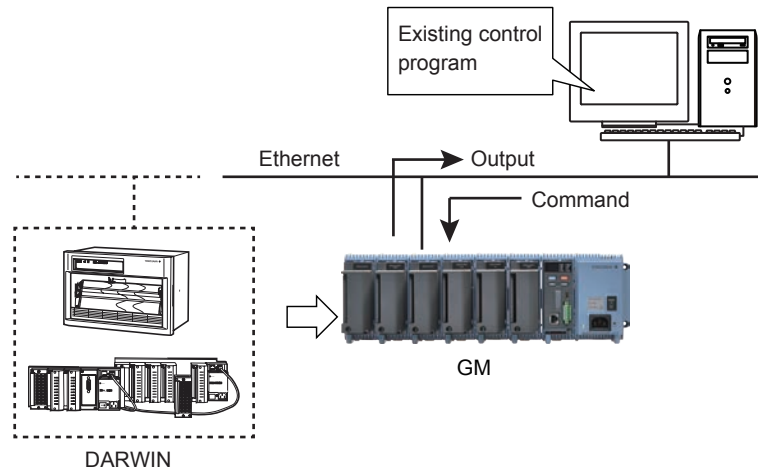 Existing control
program
Ethernet
Output
Command
GM
DARWIN